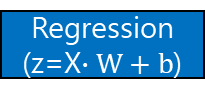 Regression
(z=X· W + b)